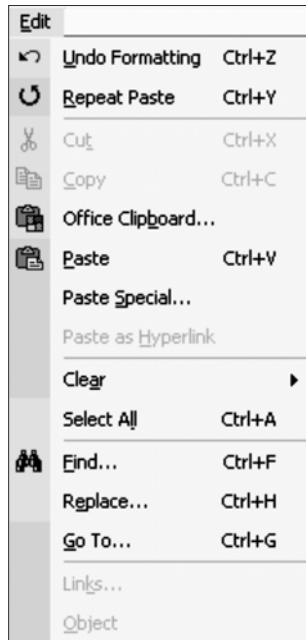 Edit
Undo Formatting Ctrl+Z
Repeat Paste Ctrl+Y
Cut Ctrl+X
Copy Ctrl+C
Office Clipboard...
Paste Ctrl+V
Paste Special...
Paste as Hyperlink
Clear
Select All Ctrl+A
Find... Ctrl+F
Replace... Ctrl+H
Go To... Ctrl+G
Links...
Object